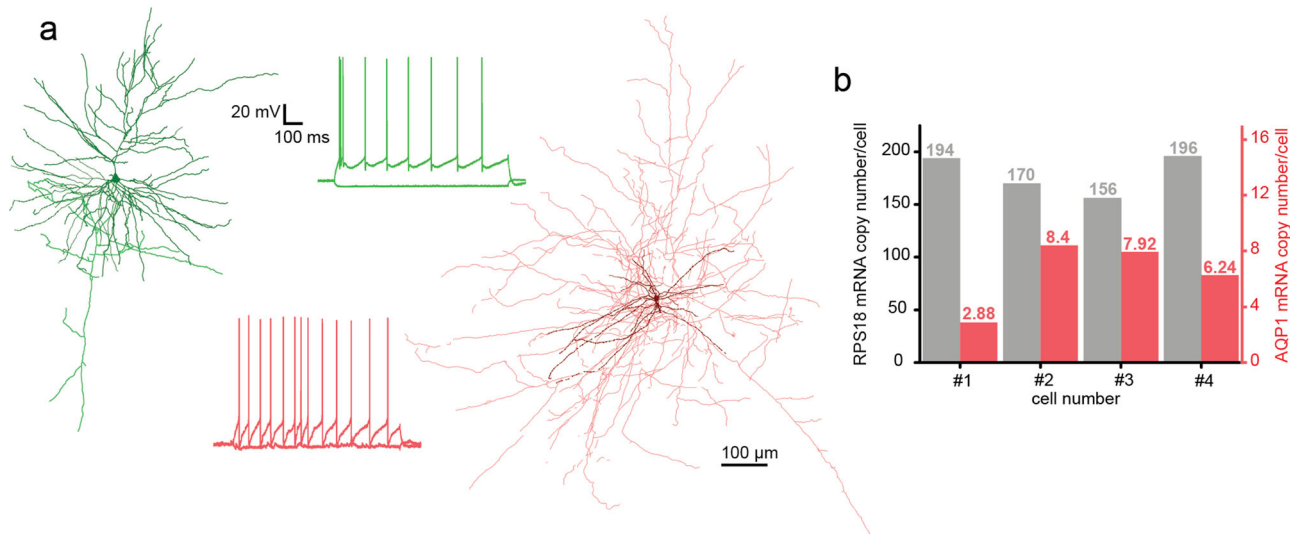 a
20 mV
100 ms
100 µm
b
RPS18 mRNA copy number/cell
200
150
100
50
0
194
2.88
170
8.4
156
7.92
196
6.24
16
12
8
4
0
AQP1 mRNA copy number/cell
#1
#2
#3
#4
cell number